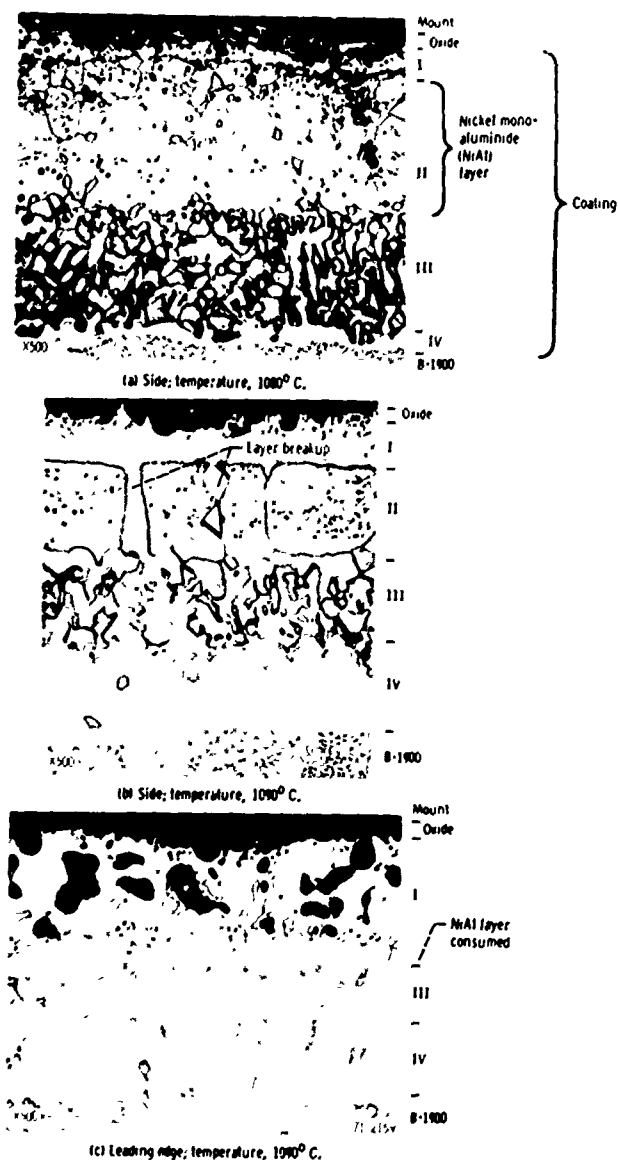 Mount
Oxide
I
Nickel mono-
aluminide
(NiAl)
layer
II
Coating
III
X500
IV
B-1900
(a) Side; temperature, 1080° C.
Oxide
I
Layer breakup
II
III
IV
X500
B-1900
(b) Side; temperature, 1090° C.
Mount
Oxide
I
NiAl layer
consumed
III
IV
X500
B-1900
(c) Leading edge; temperature, 1090° C.